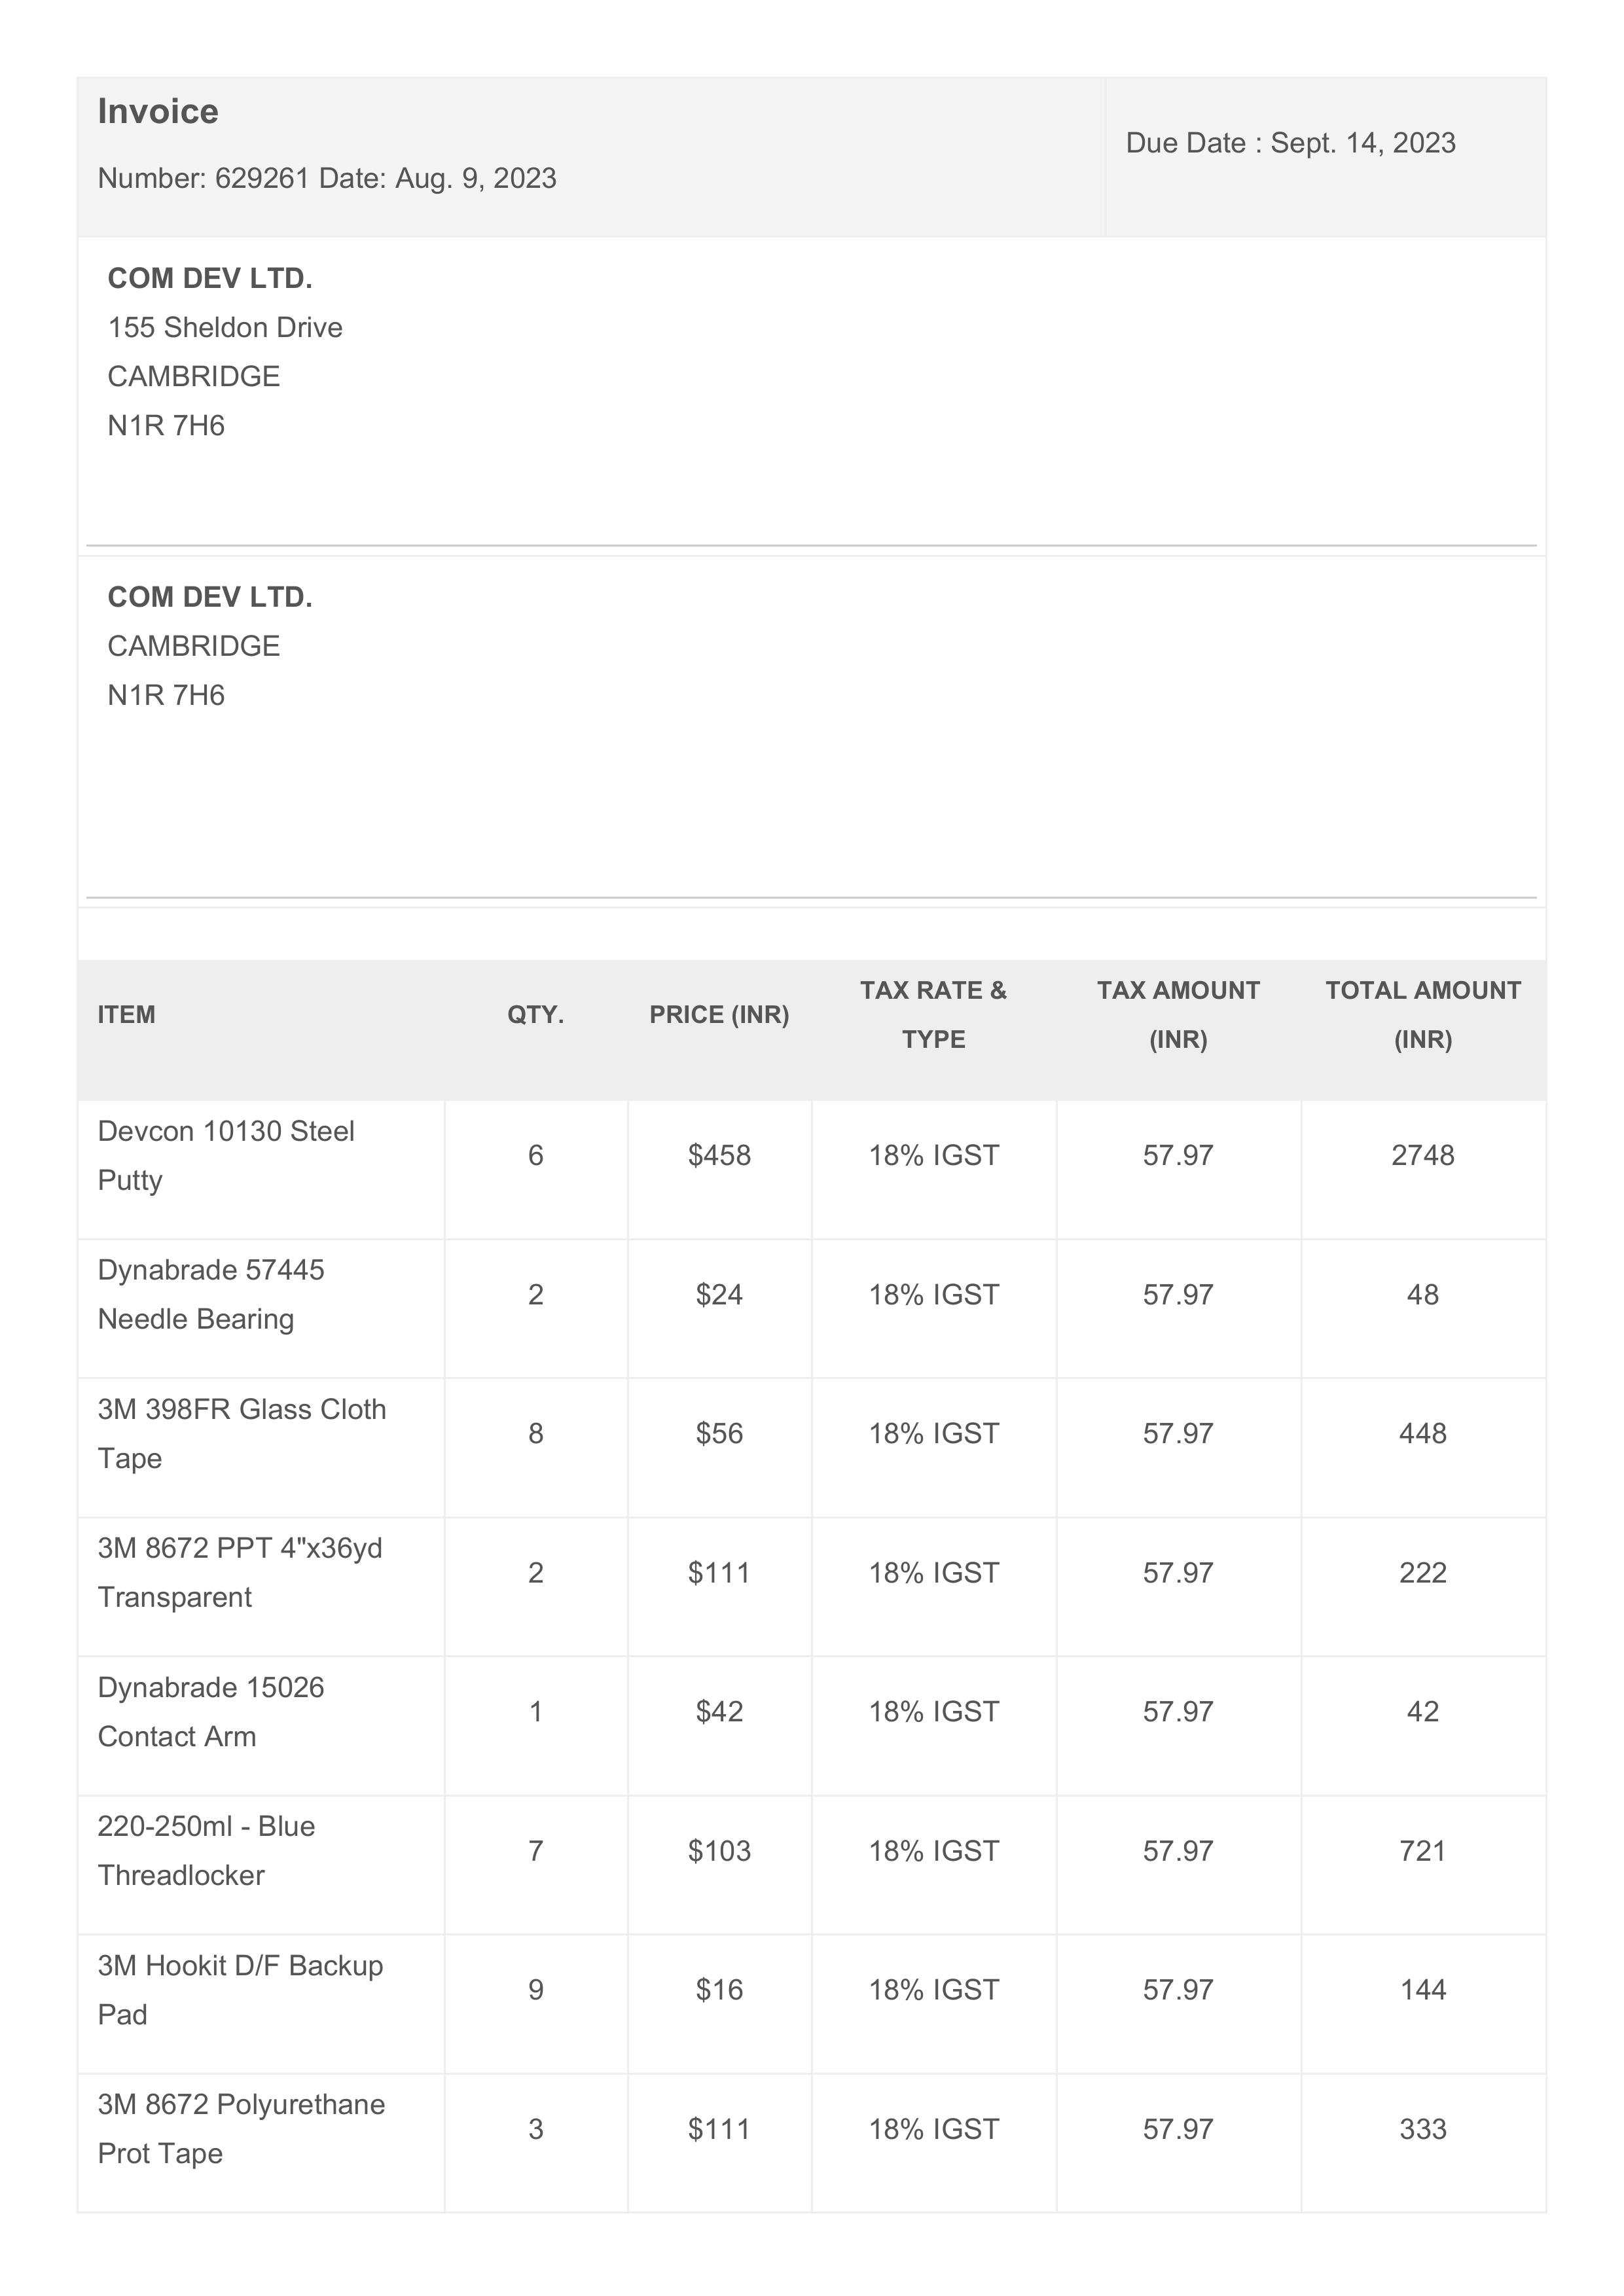 Invoice
Number: 629261 Date: Aug. 9, 2023
Due Date : Sept. 14, 2023
COM DEV LTD.
155 Sheldon Drive
CAMBRIDGE
N1R 7H6
COM DEV LTD.
CAMBRIDGE
N1R 7H6
ITEM QTY. PRICE (INR) TAX RATE & TYPE TAX AMOUNT (INR) TOTAL AMOUNT (INR)
Devcon 10130 Steel Putty 6 $458 18% IGST 57.97 2748
Dynabrade 57445 Needle Bearing 2 $24 18% IGST 57.97 48
3M 398FR Glass Cloth Tape 8 $56 18% IGST 57.97 448
3M 8672 PPT 4"x36yd Transparent 2 $111 18% IGST 57.97 222
Dynabrade 15026 Contact Arm 1 $42 18% IGST 57.97 42
220-250ml - Blue Threadlocker 7 $103 18% IGST 57.97 721
3M Hookit D/F Backup Pad 9 $16 18% IGST 57.97 144
3M 8672 Polyurethane Prot Tape 3 $111 18% IGST 57.97 333